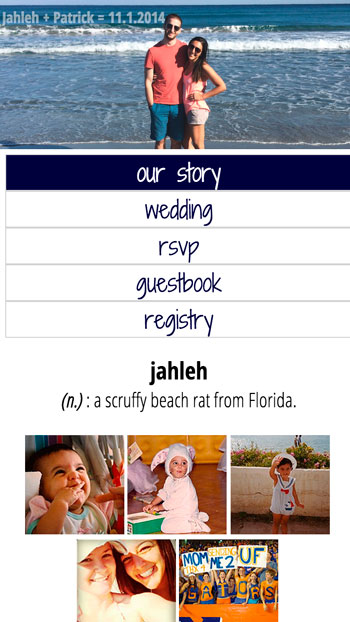 Jahleh + Patrick = 11.1.2014
our story
wedding
rsvp
guestbook
registry
jahleh
(n.) : a scruffy beach rat from Florida.
MOM
SENDING
ME 2
UF
GATORS